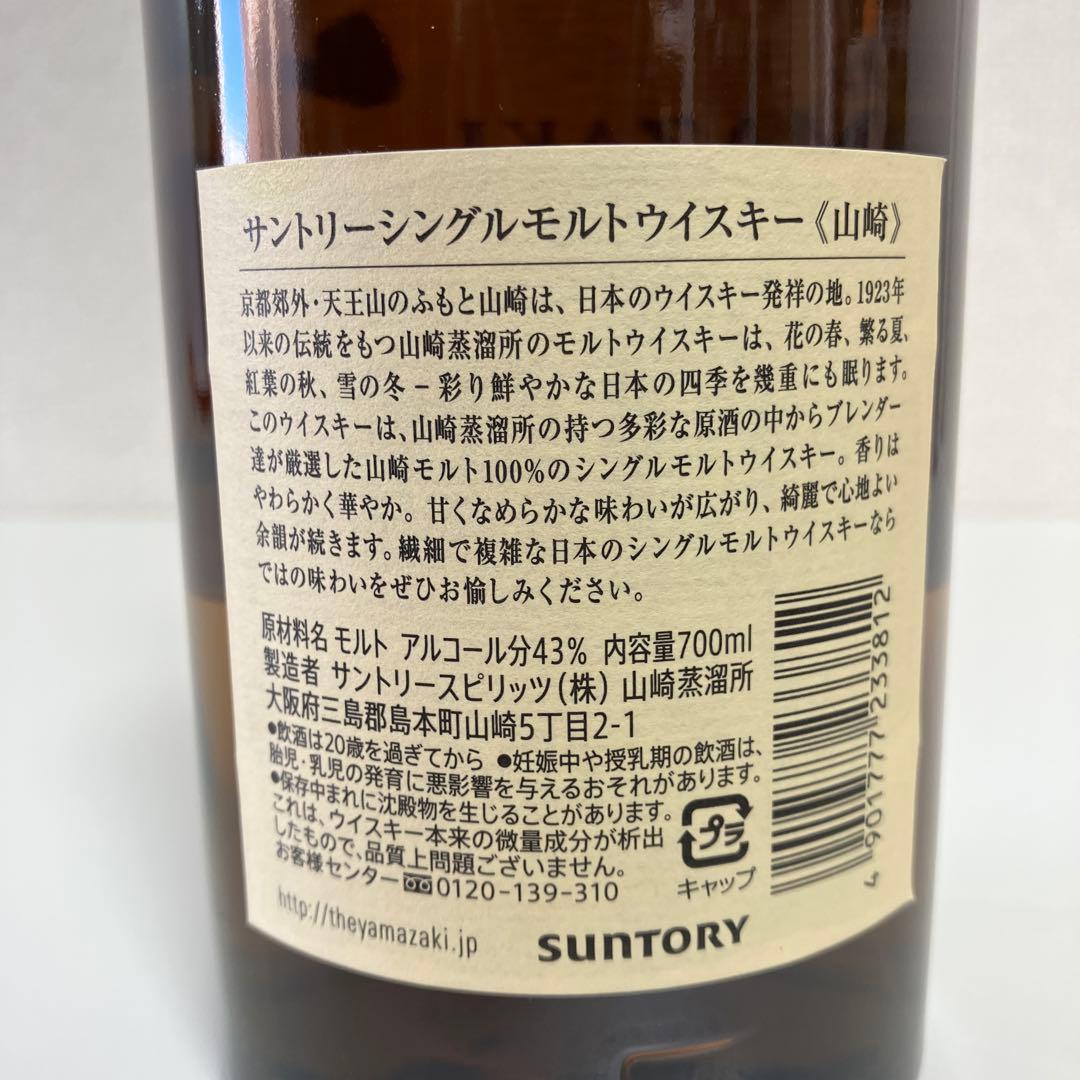 サントリーシングルモルトウイスキー《山崎》
京都郊外・天王山のふもと山崎は、日本のウイスキー発祥の地。1923年
以来の伝統をもつ山崎蒸溜所のモルトウイスキーは、花の春、繁る夏、
紅葉の秋、雪の冬－彩り鮮やかな日本の四季を幾重にも眠ります。
このウイスキーは、山崎蒸溜所の持つ多彩な原酒の中からブレンダー
達が厳選した山崎モルト100%のシングルモルトウイスキー。香りは
やわらかく華やか。甘くなめらかな味わいが広がり、綺麗で心地よい
余韻が続きます。繊細で複雑な日本のシングルモルトウイスキーなら
ではの味わいをぜひお愉しみください。
原材料名 モルト アルコール分43% 内容量700ml
製造者 サントリースピリッツ(株) 山崎蒸溜所
大阪府三島郡島本町山崎5丁目2-1
●飲酒は20歳を過ぎてから ●妊娠中や授乳期の飲酒は、
胎児・乳児の発育に悪影響を与えるおそれがあります。
●保存中まれに沈殿物を生じることがあります。
これは、ウイスキー本来の微量成分が析出
したもので、品質上問題ございません。
お客様センター 0120-139-310
http://theyamazaki.jp
SUNTORY
プラ
キャップ
4 901777 233812